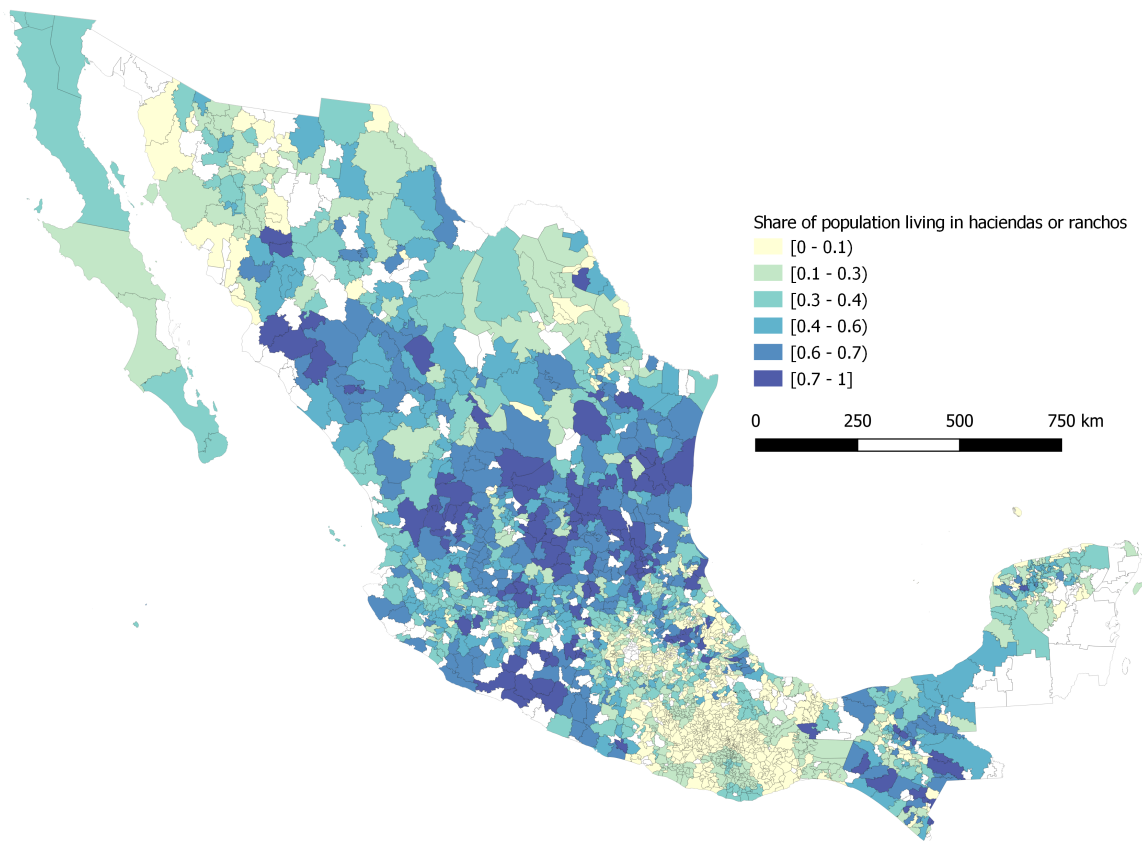 Share of population living in haciendas or ranchos
[0 - 0.1)
[0.1 - 0.3)
[0.3 - 0.4)
[0.4 - 0.6)
[0.6 - 0.7)
[0.7 - 1]
0 250 500 750 km